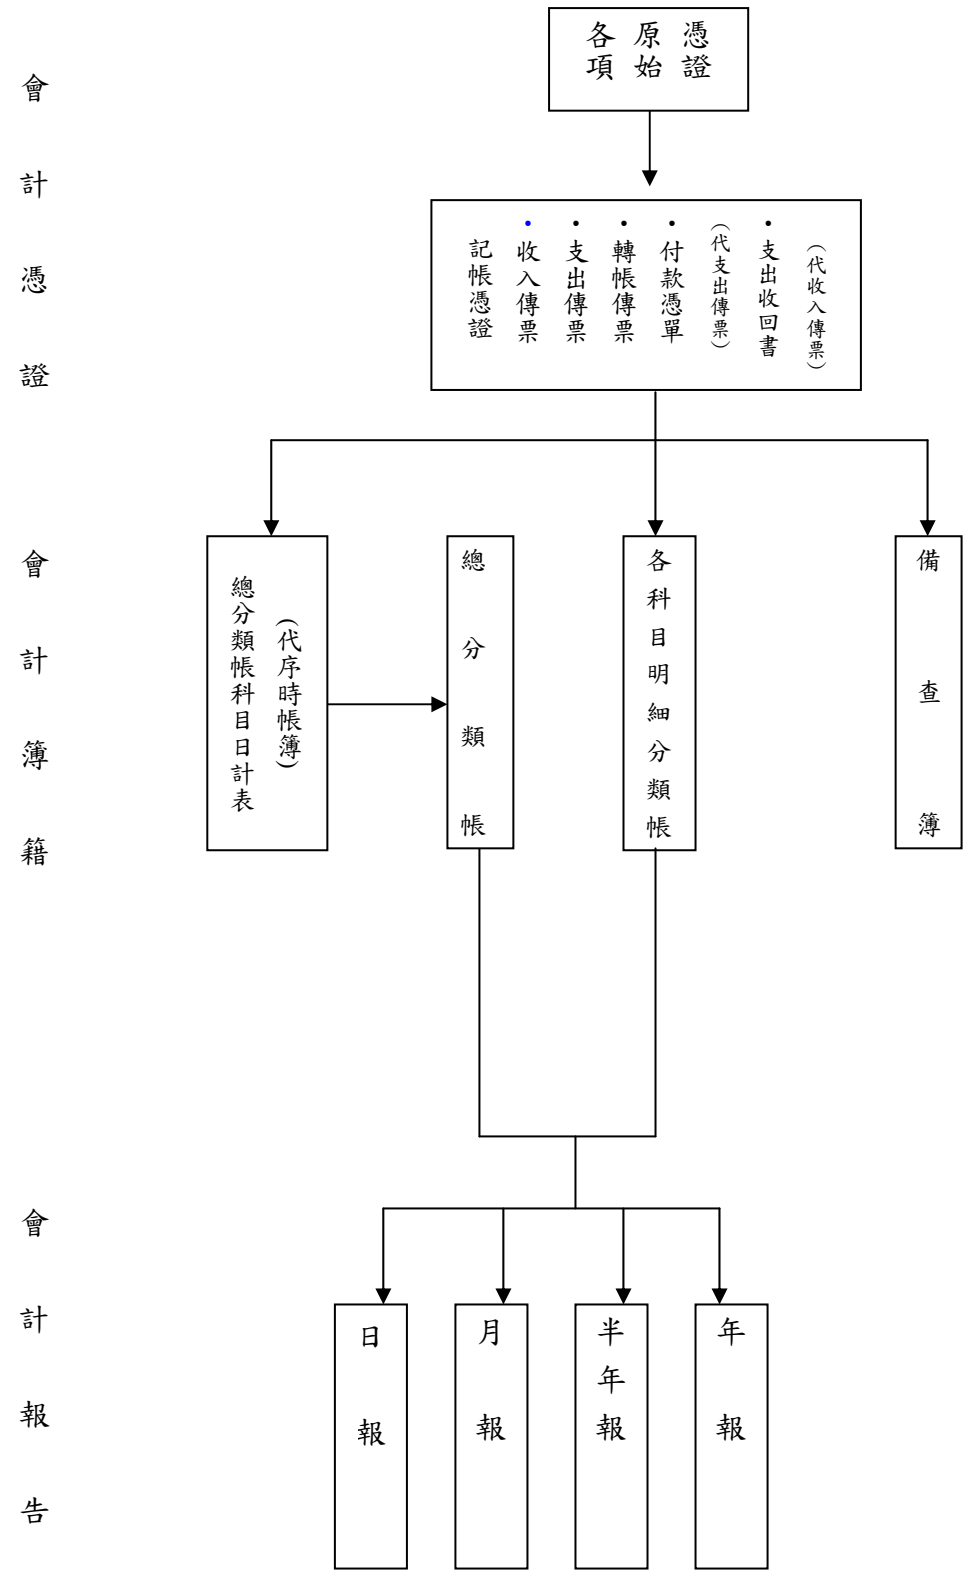 會計憑證
各項
原始
憑證
記帳憑證
•收入傳票
•支出傳票
•轉帳傳票
•付款憑單
(代支出傳票)
•支出收回書
(代收入傳票)
會計簿籍
總分類帳科目日計表
(代序時帳簿)
總分類帳
各科目明細分類帳
備查簿
會計報告
日報
月報
半年報
年報